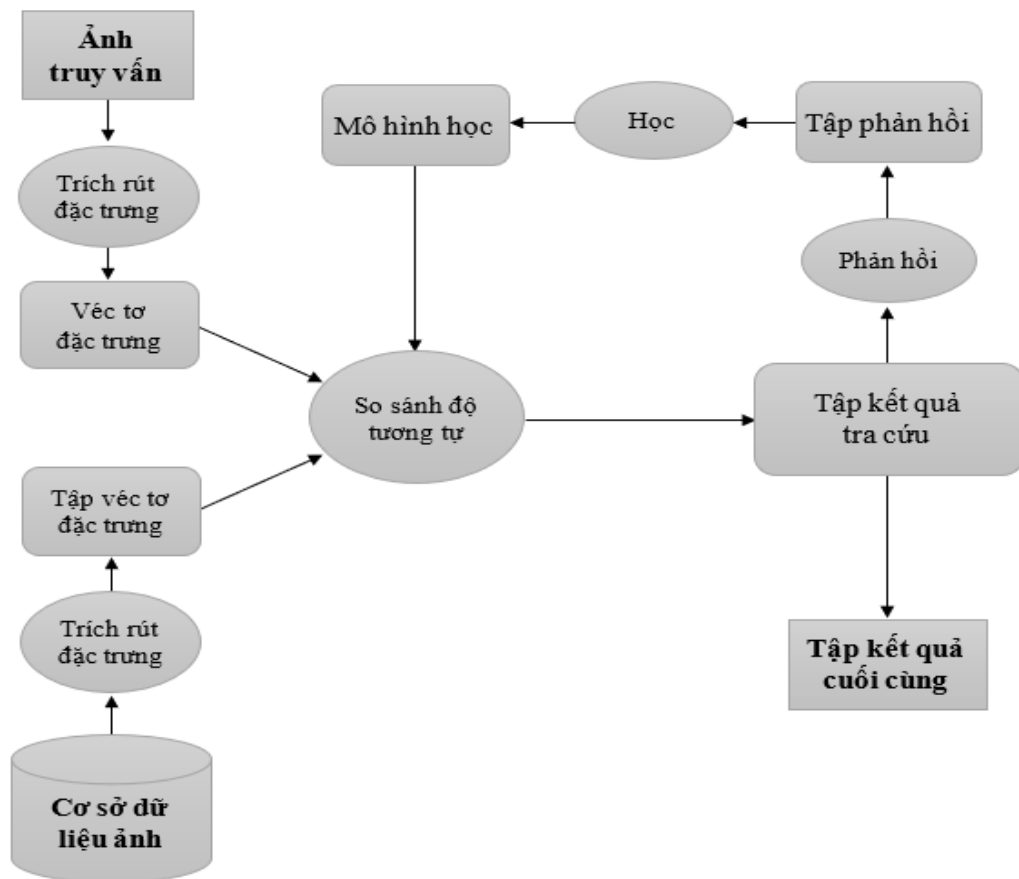 Ảnh
truy vấn
Mô hình học
Học
Tập phản hồi
Trích rút
đặc trưng
Phản hồi
Véc tơ
đặc trưng
So sánh độ
tương tự
Tập kết quả
tra cứu
Tập véc tơ
đặc trưng
Trích rút
đặc trưng
Tập kết quả
cuối cùng
Cơ sở dữ
liệu ảnh